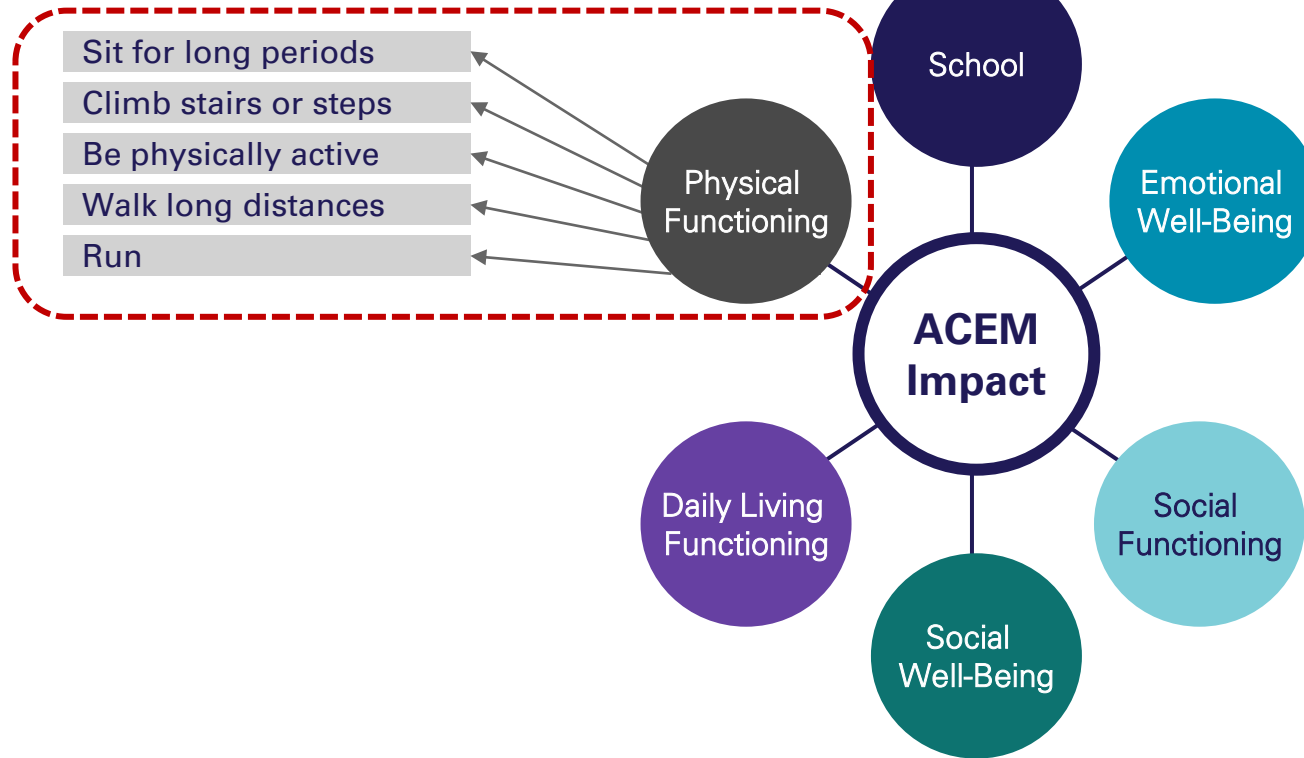 Sit for long periods
Climb stairs or steps
Be physically active
Walk long distances
Run
Physical
Functioning
School
Emotional
Well-Being
ACEM
Impact
Daily Living
Functioning
Social
Functioning
Social
Well-Being